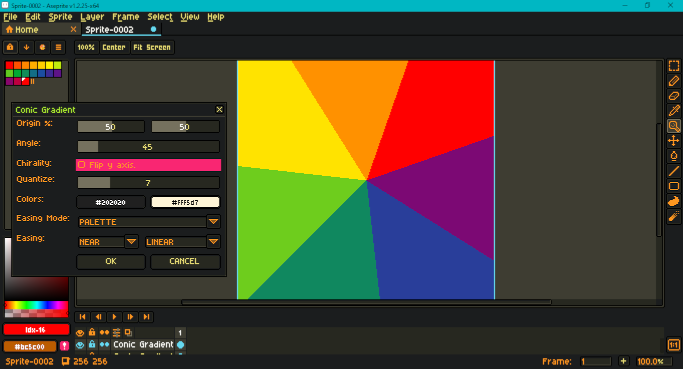 Sprite-0002 - Aseprite v1.2.25-x64
File Edit Sprite Layer Frame Select View Help
Home
Sprite-0002
100% Center Fit Screen
Conic Gradient
Origin %: 50 50
Angle: 45
Chirality: Flip y axis.
Quantize: 7
Colors: #202020 #FFF5d7
Easing Mode: PALETTE
Easing: NEAR LINEAR
OK CANCEL
Idx-16
#bc5c00
1
Conic Gradient
Sprite-0002 256 256
Frame: 1 + 100.0%
1:1